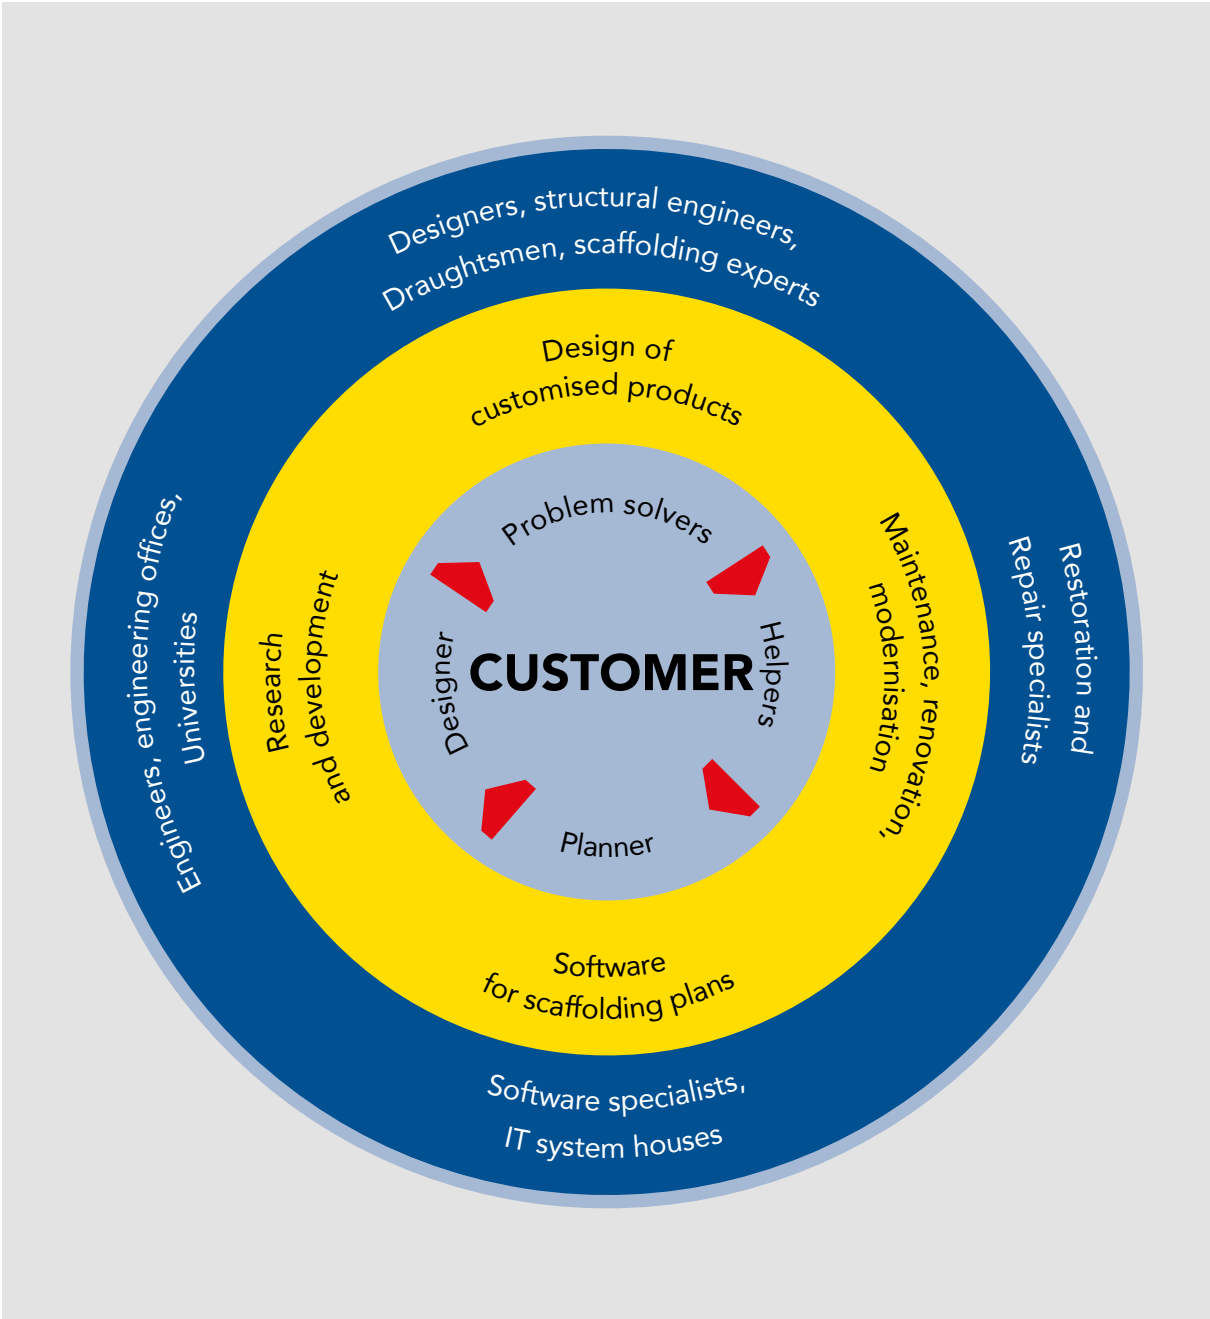 Designers, structural engineers,
Draughtsmen, scaffolding experts
Design of
customised products
Problem solvers
Engineers, engineering offices,
Universities
Research
and development
Designer
CUSTOMER
Helpers
Maintenance, renovation,
modernisation
Restoration and
Repair specialists
Planner
Software
for scaffolding plans
Software specialists,
IT system houses